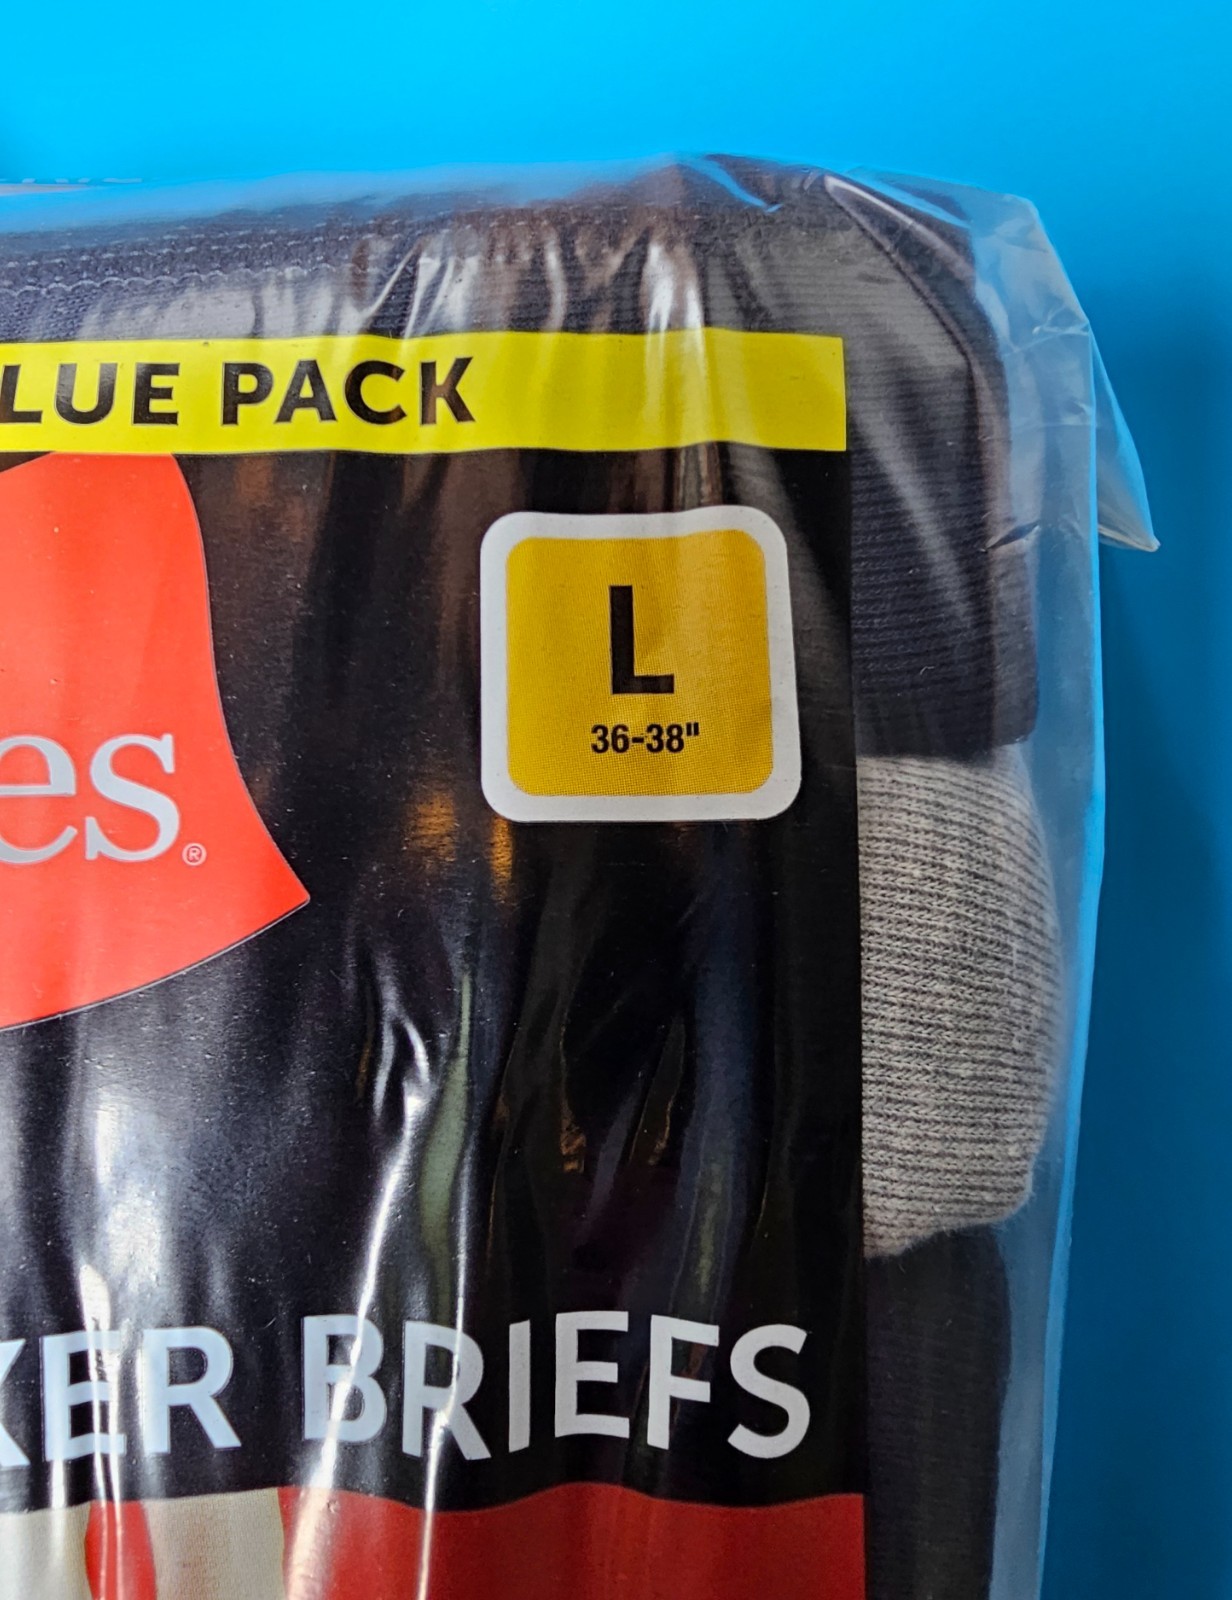 LUE PACK
L
36-38"
es®
XER BRIEFS